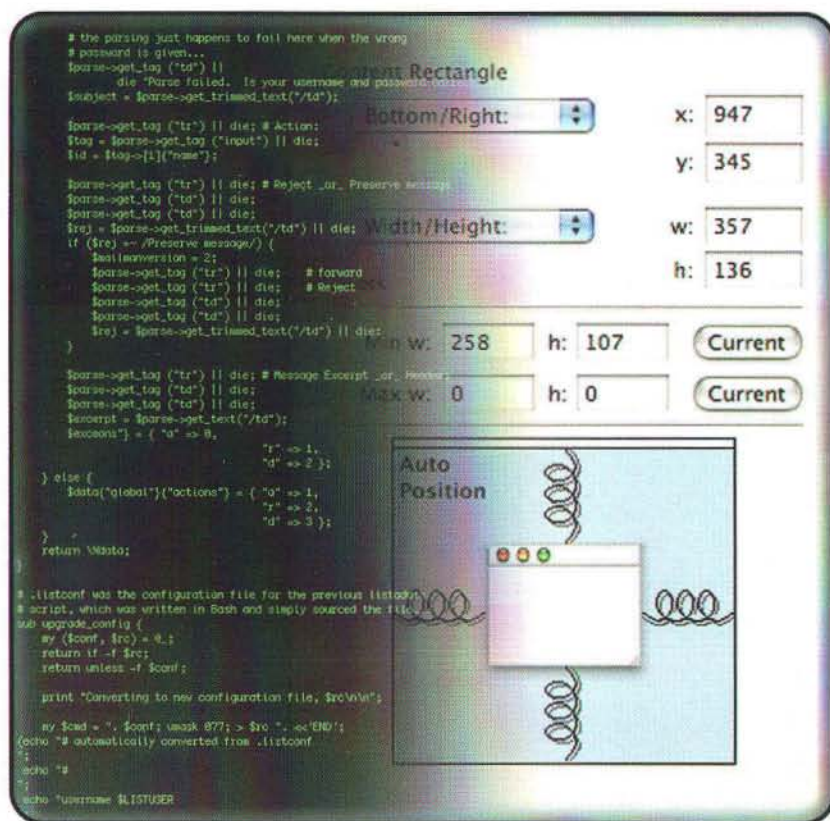 # the parsing just happens to fail here when the wrong
# password is given...
$parse->get_tag ("td") ||
die "Parse failed. Is your username and password
$subject = $parse->get_trimmed_text("/td");
$parse->get_tag ("tr") || die; # Action:
$tag = $parse->get_tag ("input") || die;
$id = $tag->[1]{"name"};
$parse->get_tag ("tr") || die; # Reject _or_ Preserve message
$parse->get_tag ("td") || die;
$parse->get_tag ("td") || die;
$rej = $parse->get_trimmed_text("/td") || die;
if ($rej =~ /Preserve message/) {
$mailmanversion = 2;
$parse->get_tag ("tr") || die; # forward
$parse->get_tag ("tr") || die; # Reject
$parse->get_tag ("td") || die;
$parse->get_tag ("td") || die;
$rej = $parse->get_trimmed_text("/td") || die;
}
$parse->get_tag ("tr") || die; # Message Excerpt _or_ Header
$parse->get_tag ("td") || die;
$parse->get_tag ("td") || die;
$excerpt = $parse->get_text("/td");
$exceons"} = { "a" => 0,
"r" => 1,
"d" => 2 };
} else {
$data{"global"}{"actions"} = { "a" => 1,
"r" => 2,
"d" => 3 };
}
return \%data;
}
# .listconf was the configuration file for the previous
# script, which was written in Bash and simply sourced the file.
sub upgrade_config {
my ($conf, $rc) = @_;
return if -f $rc;
return unless -f $conf;
print "Converting to new configuration file, $rc\n\n";
my $cmd = ". $conf; umask 077; > $rc ". <<'END';
(echo "# automatically converted from .listconf
";
echo "#
";
echo "username $LISTUSER
Rectangle
Bottom/Right:
x: 947
y: 345
Width/Height:
w: 357
h: 136
Min w: 258 h: 107 Current
Max w: 0 h: 0 Current
Auto
Position